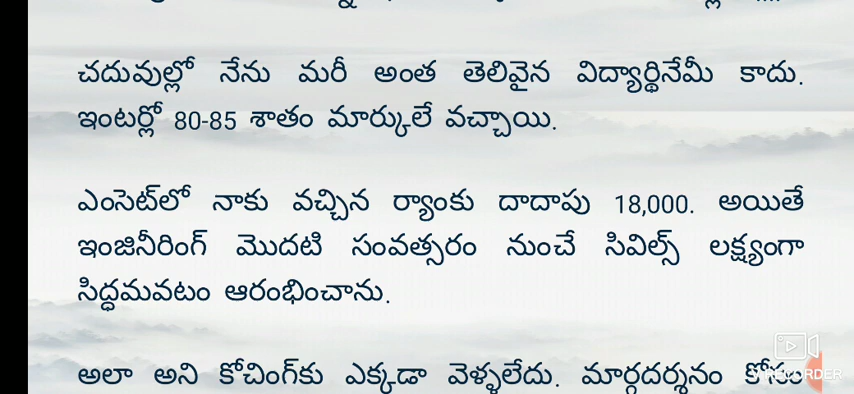 చదువుల్లో నేను మరీ అంత తెలివైన విద్యార్థినేమీ కాదు.
ఇంటర్లో 80-85 శాతం మార్కులే వచ్చాయి.
ఎంసెట్‌లో నాకు వచ్చిన ర్యాంకు దాదాపు 18,000. అయితే
ఇంజినీరింగ్ మొదటి సంవత్సరం నుంచే సివిల్స్ లక్ష్యంగా
సిద్ధమవటం ఆరంభించాను.
అలా అని కోచింగ్‌కు ఎక్కడా వెళ్ళలేదు. మార్గదర్శనం కోసం